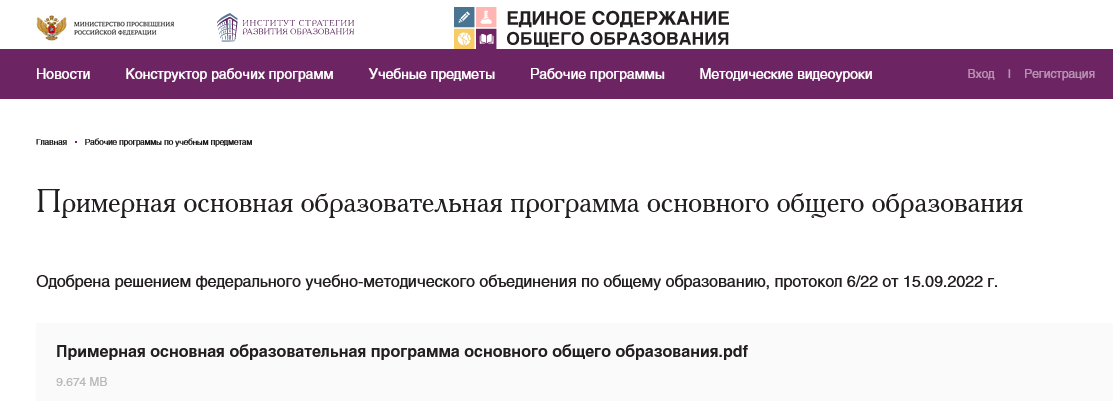 МИНИСТЕРСТВО ПРОСВЕЩЕНИЯ
РОССИЙСКОЙ ФЕДЕРАЦИИ
ИНСТИТУТ СТРАТЕГИИ
РАЗВИТИЯ ОБРАЗОВАНИЯ
ЕДИНОЕ СОДЕРЖАНИЕ
ОБЩЕГО ОБРАЗОВАНИЯ
Новости Конструктор рабочих программ Учебные предметы Рабочие программы Методические видеоуроки Вход | Регистрация
Главная • Рабочие программы по учебным предметам
Примерная основная образовательная программа основного общего образования
Одобрена решением федерального учебно-методического объединения по общему образованию, протокол 6/22 от 15.09.2022 г.
Примерная основная образовательная программа основного общего образования.pdf
9.674 MB